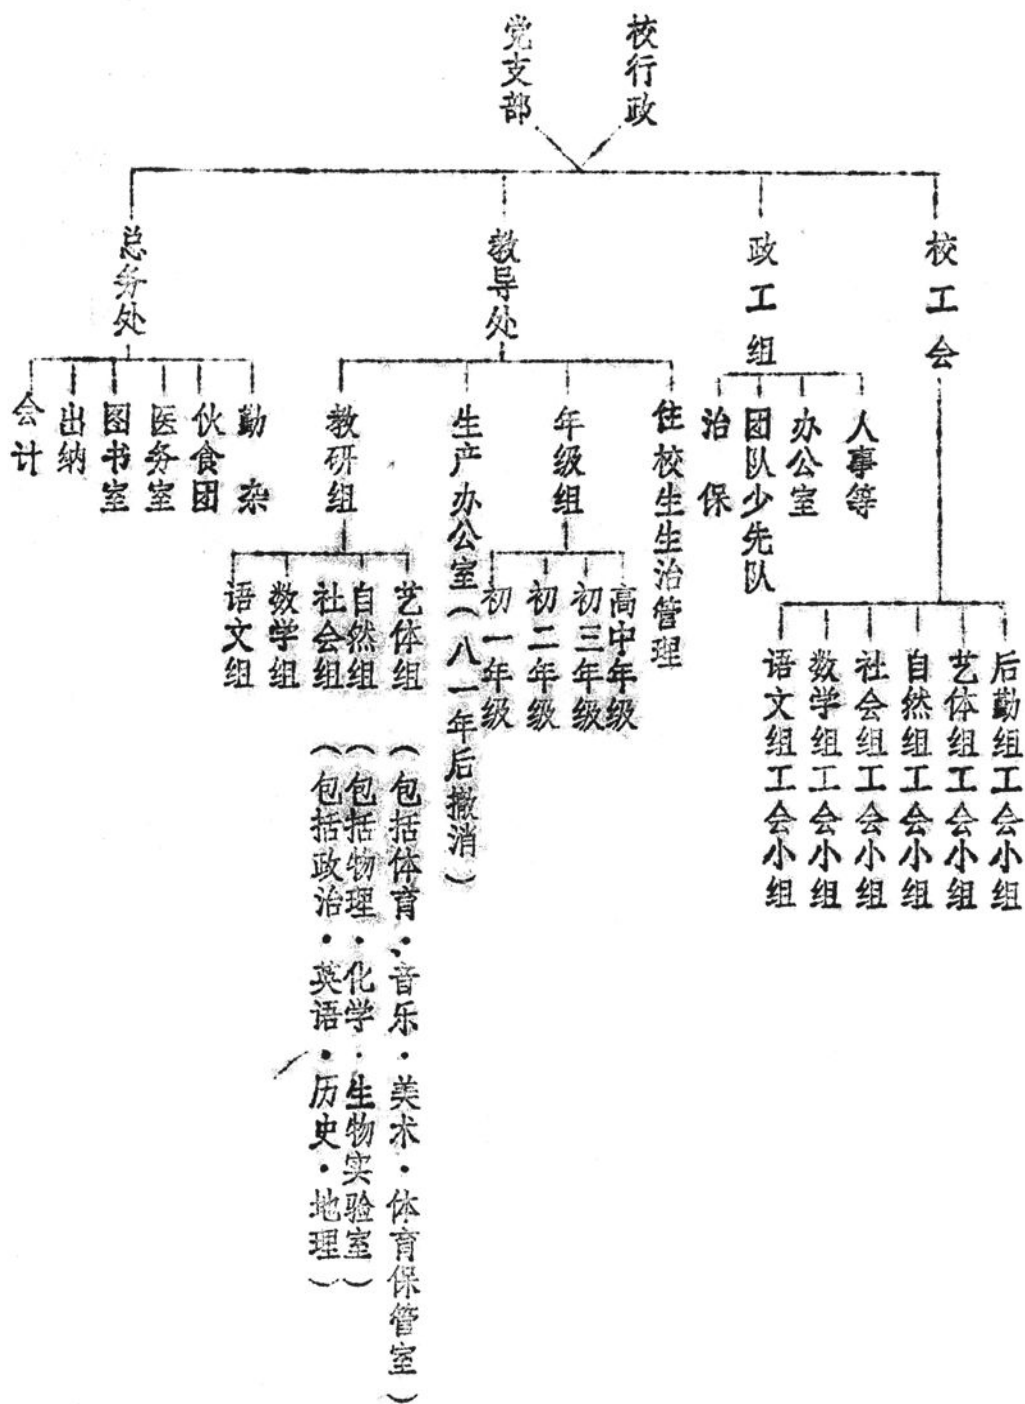 党支部
校行政
总务处
教导处
政工组
校工会
会计
出纳
图书室
医务室
伙食团
勤杂
教研组
生产办公室(八一年后撤消)
年级组
住校生生治管理
治保
团队少先队
办公室
人事等
语文组
数学组
社会组(包括政治·英语·历史·地理)
自然组(包括物理·化学·生物实验室)
艺体组(包括体育·音乐·美术·体育保管室)
初一年级
初二年级
初三年级
高中年级
语文组工会小组
数学组工会小组
社会组工会小组
自然组工会小组
艺体组工会小组
后勤组工会小组